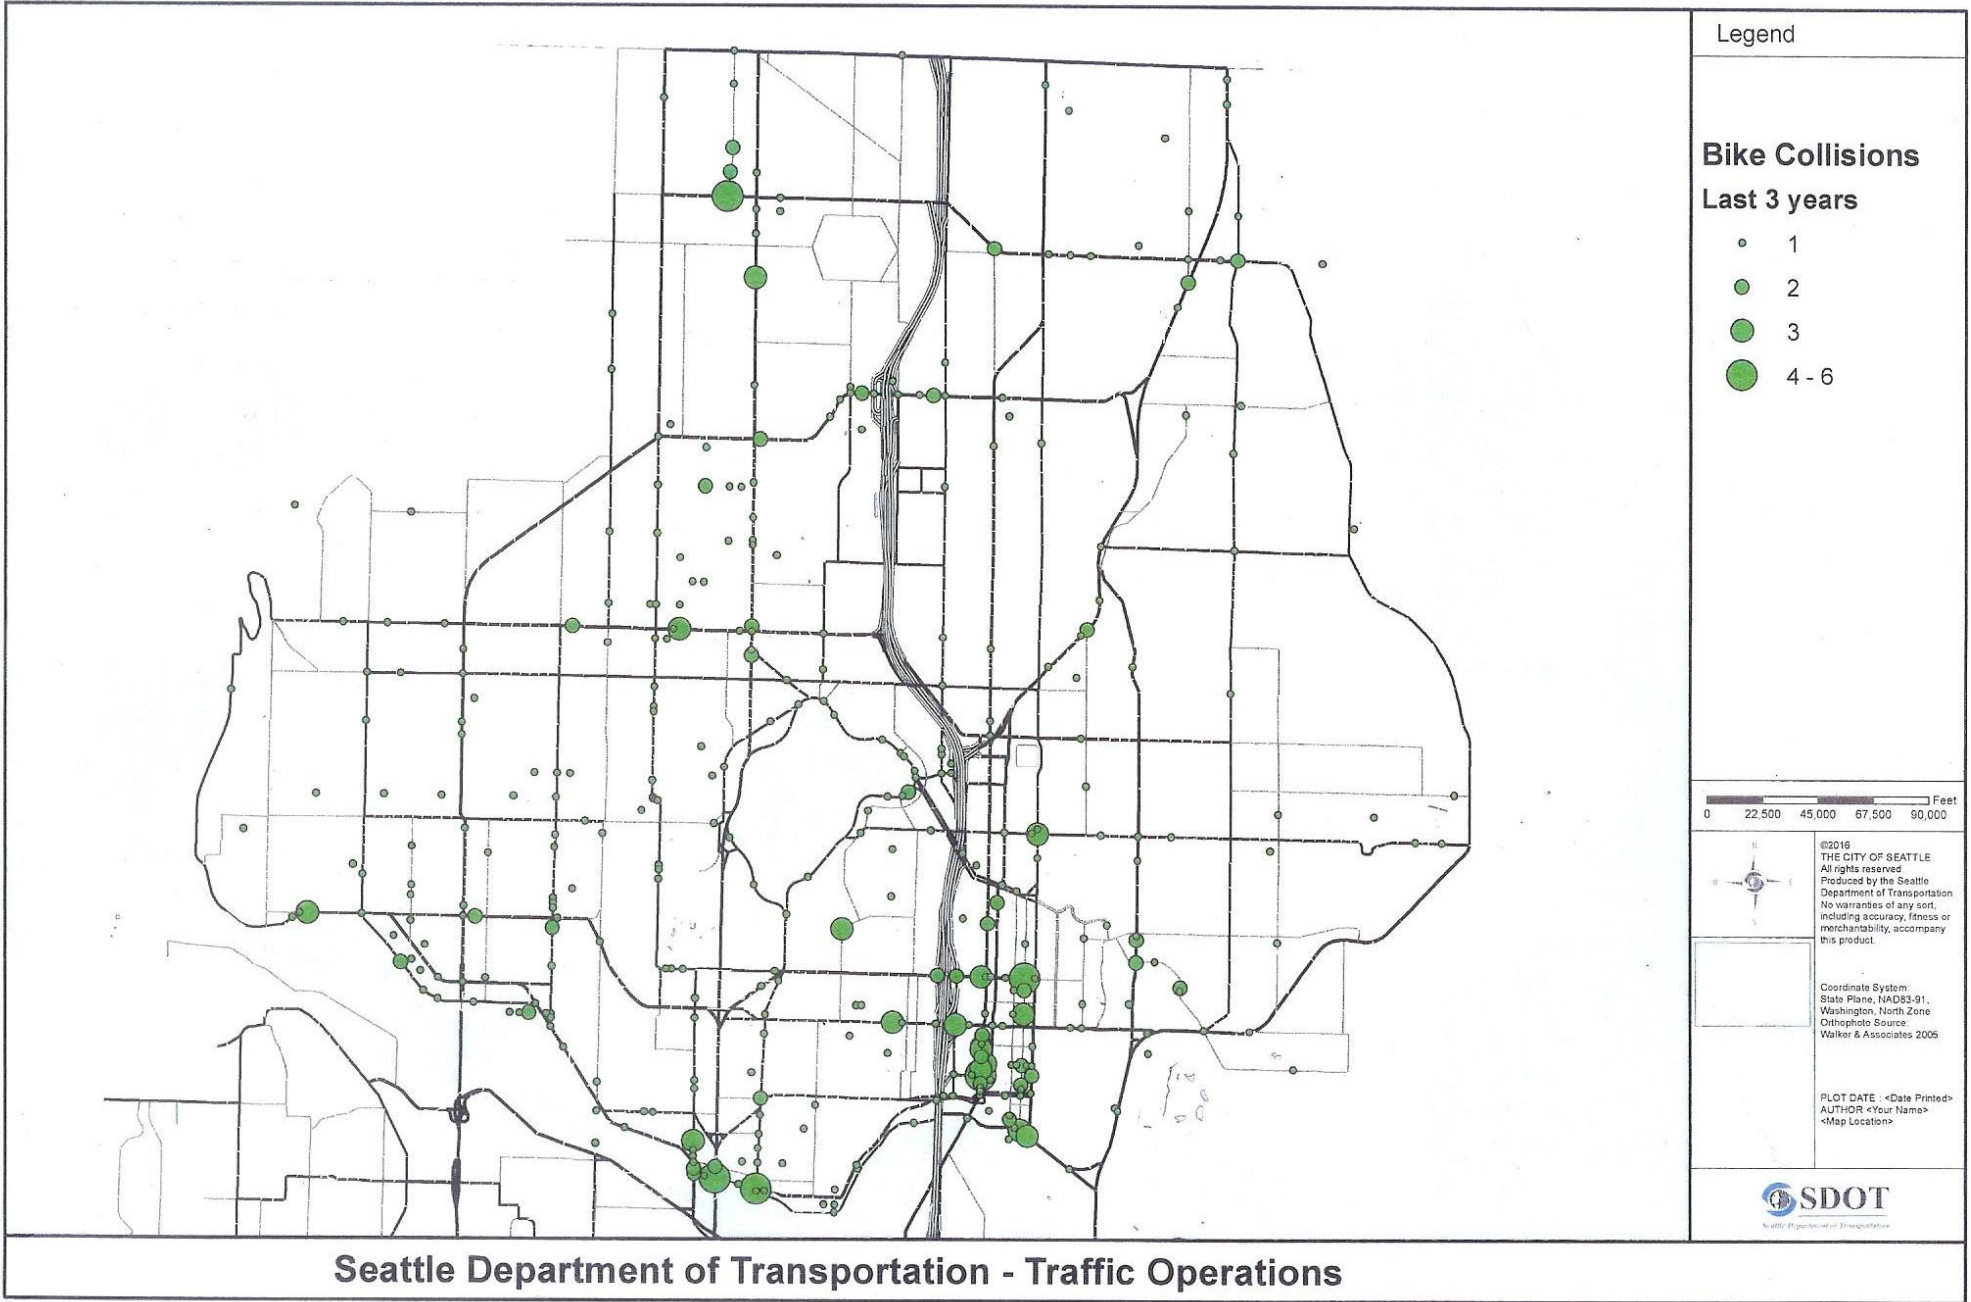 Legend
Bike Collisions
Last 3 years
1
2
3
4 - 6
Feet
0 22,500 45,000 67,500 90,000
©2016
THE CITY OF SEATTLE
All rights reserved
Produced by the Seattle
Department of Transportation
No warranties of any sort,
including accuracy, fitness or
merchantability, accompany
this product.
Coordinate System:
State Plane, NAD83-91,
Washington, North Zone
Orthophoto Source:
Walker & Associates 2005
PLOT DATE : <Date Printed>
AUTHOR <Your Name>
<Map Location>
SDOT
Seattle Department of Transportation
Seattle Department of Transportation - Traffic Operations